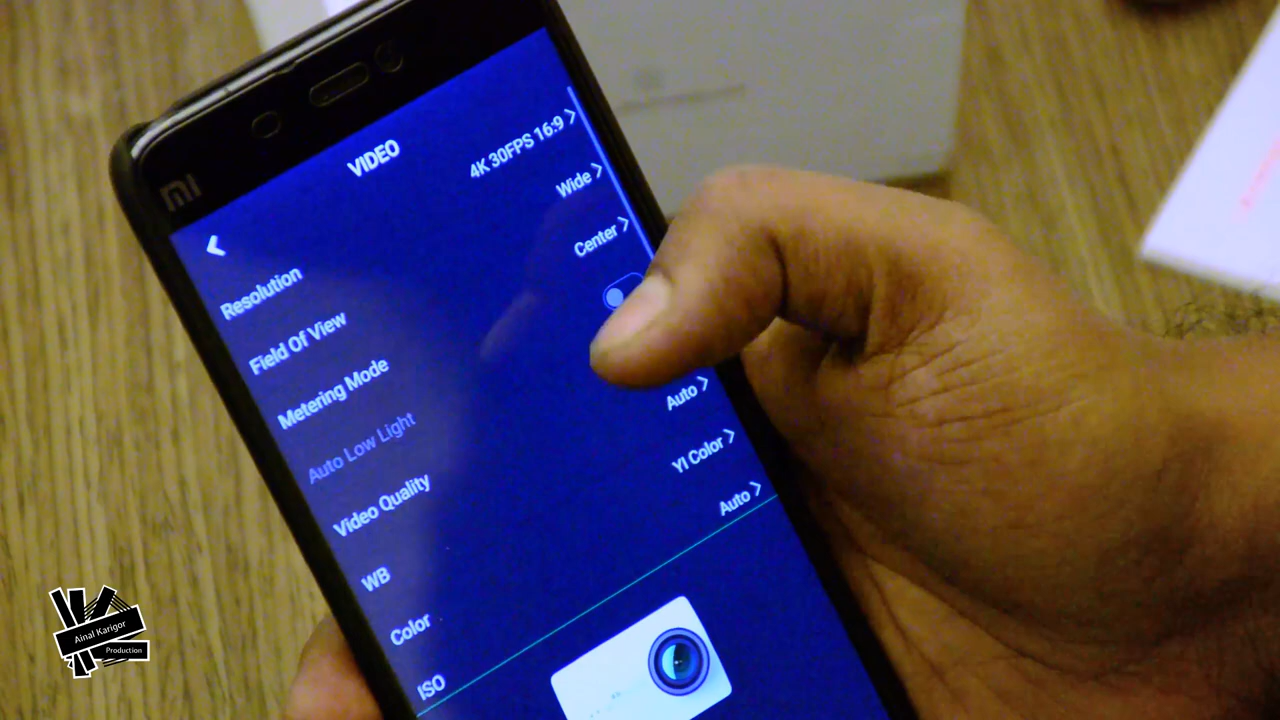 mi
VIDEO
Resolution 4K 30FPS 16:9
Field Of View Wide
Metering Mode Center
Auto Low Light
Video Quality
WB Auto
Color YI Color
ISO Auto
Ainal Karigor
Production